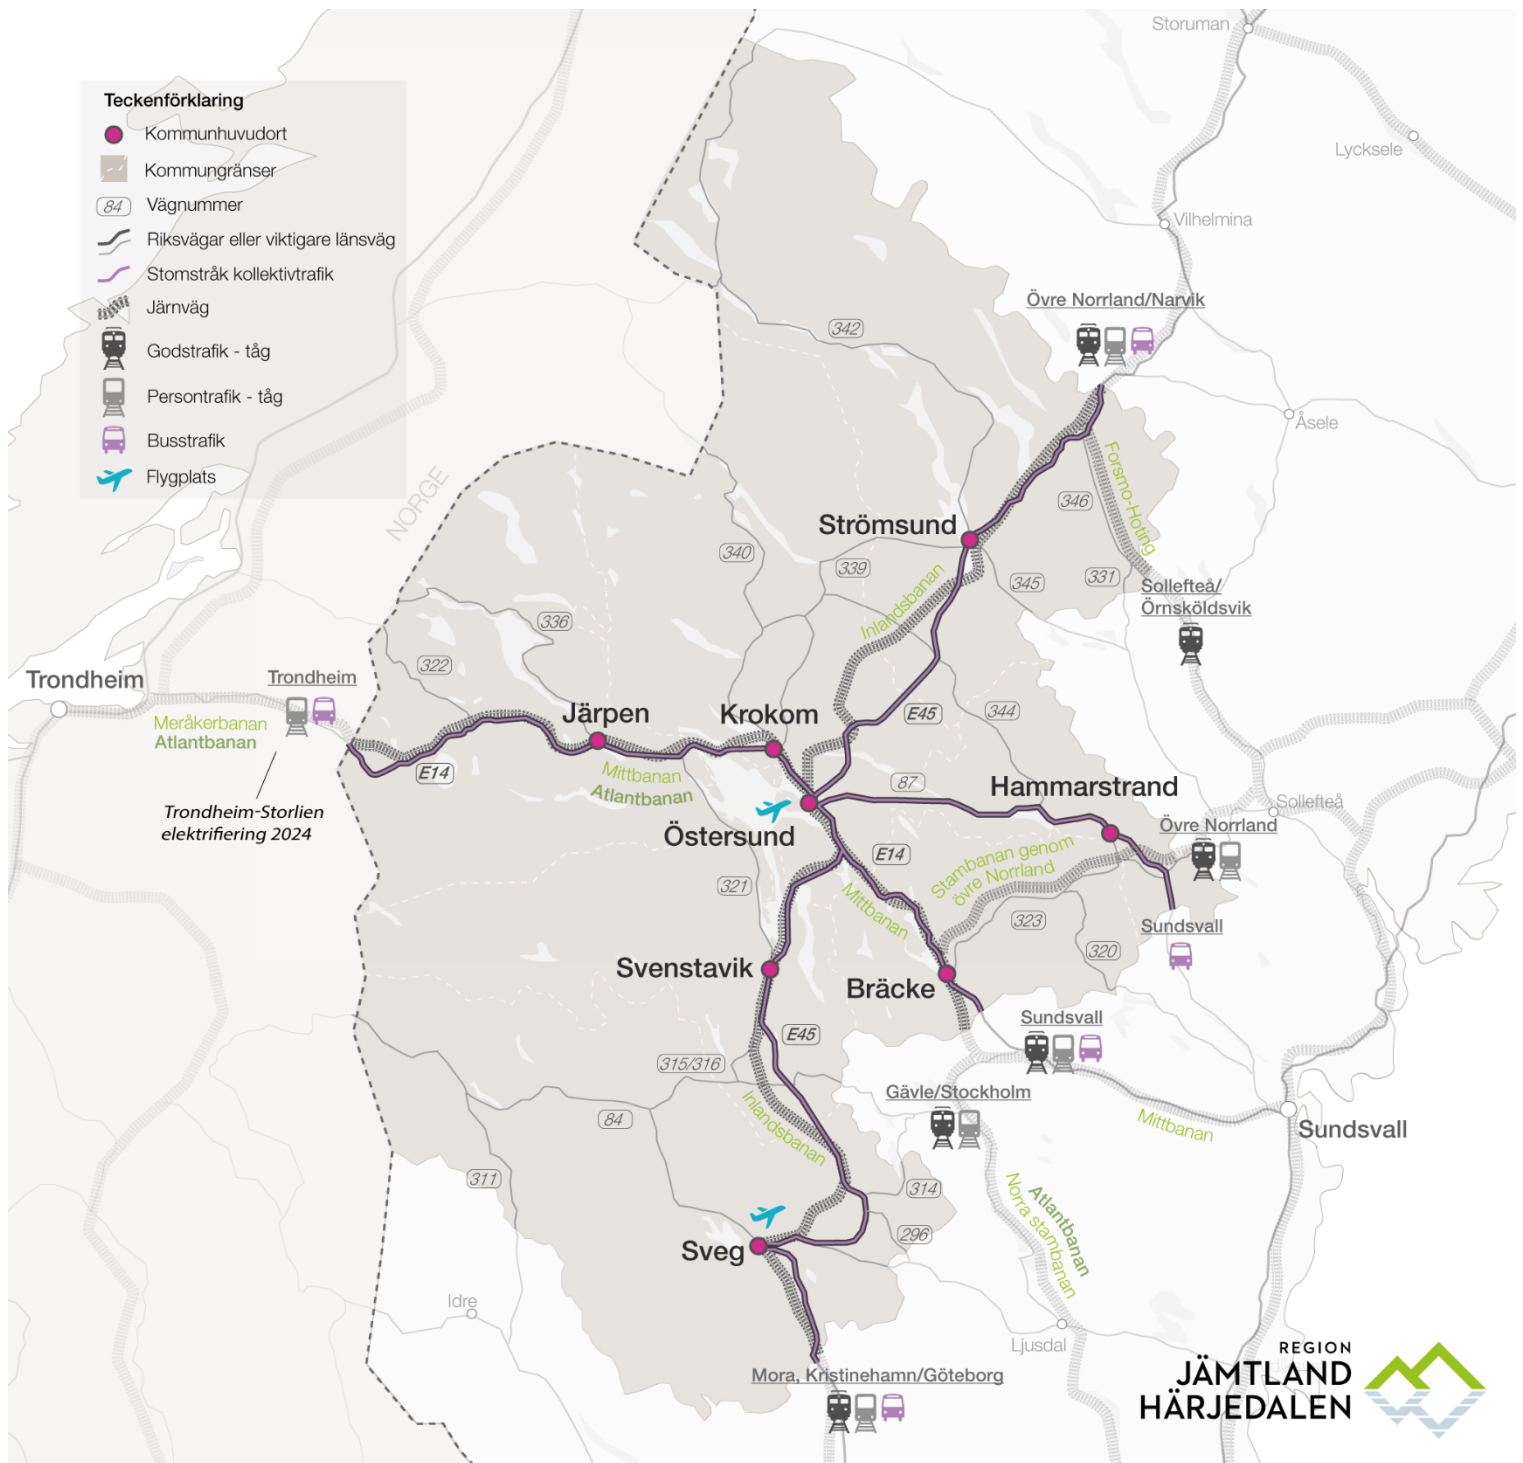 Teckenförklaring
Kommunhuvudort
Kommungränser
84 Vägnummer
Riksvägar eller viktigare länsväg
Stomstråk kollektivtrafik
Järnväg
Godstrafik - tåg
Persontrafik - tåg
Busstrafik
Flygplats
Storuman
Lycksele
Vilhelmina
Övre Norrland/Narvik
342
Åsele
NORGE
Forsmo-Hoting
346
Strömsund
340
339
345
331
Inlandsbanan
Sollefteå/
Örnsköldsvik
336
322
Trondheim
Trondheim
Meråkerbanan
Atlantbanan
Järpen
Krokom
E45
344
E14
Mittbanan
Atlantbanan
87
Hammarstrand
Sollefteå
Trondheim-Storlien
elektrifiering 2024
Östersund
Övre Norrland
E14
Stambanan genom
övre Norrland
321
Mittbanan
323
320
Sundsvall
Svenstavik
Bräcke
Sundsvall
E45
315/316
Gävle/Stockholm
84
Inlandsbanan
Mittbanan
Sundsvall
311
314
Atlantbanan
Norra stambanan
296
Sveg
Idre
Ljusdal
Mora, Kristinehamn/Göteborg
REGION
JÄMTLAND
HÄRJEDALEN